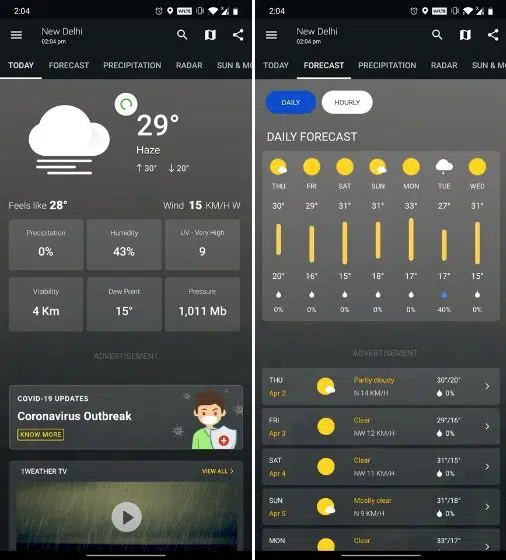 2:04
New Delhi
02:04 pm
TODAY FORECAST PRECIPITATION RADAR SUN & MO
29°
Haze
↑ 30° ↓ 20°
Feels like 28° Wind 15 KM/H W
Precipitation Humidity UV - Very High
0% 43% 9
Visibility Dew Point Pressure
4 Km 15° 1,011 Mb
ADVERTISEMENT
COVID-19 UPDATES
Coronavirus Outbreak
KNOW MORE
1WEATHER TV VIEW ALL >
2:04
New Delhi
02:04 pm
TODAY FORECAST PRECIPITATION RADAR SUN & M
DAILY HOURLY
DAILY FORECAST
THU FRI SAT SUN MON TUE WED
30° 29° 31° 31° 33° 27° 31°
20° 16° 15° 18° 17° 17° 15°
0% 0% 0% 0% 0% 40% 0%
ADVERTISEMENT
THU Partly cloudy 30°/20°
Apr 2 N 14 KM/H 0%
FRI Clear 29°/16°
Apr 3 NW 12 KM/H 0%
SAT Clear 31°/15°
Apr 4 NW 11 KM/H 0%
SUN Mostly clear 31°/18°
Apr 5 N 9 KM/H 0%
MON Clear 33°/17°